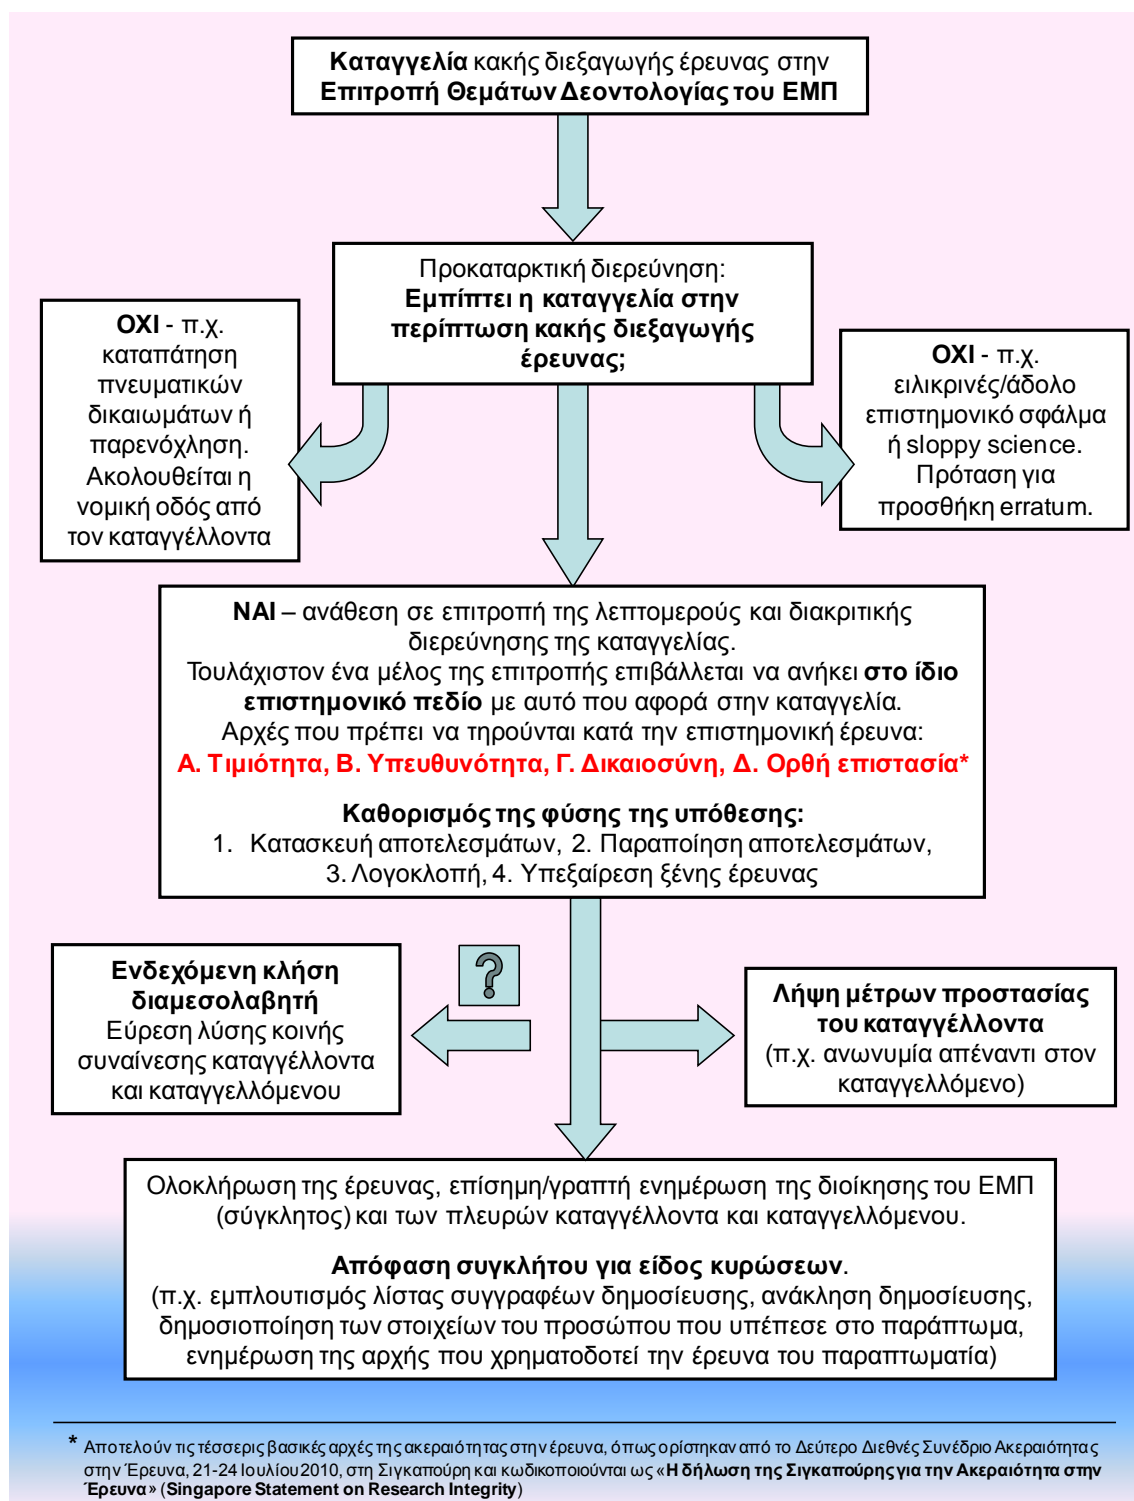 Καταγγελία κακής διεξαγωγής έρευνας στην
Επιτροπή Θεμάτων Δεοντολογίας του ΕΜΠ
Προκαταρκτική διερεύνηση:
Εμπίπτει η καταγγελία στην
περίπτωση κακής διεξαγωγής
έρευνας;
ΟΧΙ - π.χ.
καταπάτηση
πνευματικών
δικαιωμάτων ή
παρενόχληση.
Ακολουθείται η
νομική οδός από
τον καταγγέλλοντα
ΟΧΙ - π.χ.
ειλικρινές/άδολο
επιστημονικό σφάλμα
ή sloppy science.
Πρόταση για
προσθήκη erratum.
ΝΑΙ – ανάθεση σε επιτροπή της λεπτομερούς και διακριτικής
διερεύνησης της καταγγελίας.
Τουλάχιστον ένα μέλος της επιτροπής επιβάλλεται να ανήκει στο ίδιο
επιστημονικό πεδίο με αυτό που αφορά στην καταγγελία.
Αρχές που πρέπει να τηρούνται κατά την επιστημονική έρευνα:
Α. Τιμιότητα, Β. Υπευθυνότητα, Γ. Δικαιοσύνη, Δ. Ορθή επιστασία*
Καθορισμός της φύσης της υπόθεσης:
1. Κατασκευή αποτελεσμάτων, 2. Παραποίηση αποτελεσμάτων,
3. Λογοκλοπή, 4. Υπεξαίρεση ξένης έρευνας
?
Ενδεχόμενη κλήση
διαμεσολαβητή
Εύρεση λύσης κοινής
συναίνεσης καταγγέλλοντα
και καταγγελλόμενου
Λήψη μέτρων προστασίας
του καταγγέλλοντα
(π.χ. ανωνυμία απέναντι στον
καταγγελλόμενο)
Ολοκλήρωση της έρευνας, επίσημη/γραπτή ενημέρωση της διοίκησης του ΕΜΠ
(σύγκλητος) και των πλευρών καταγγέλλοντα και καταγγελλόμενου.
Απόφαση συγκλήτου για είδος κυρώσεων.
(π.χ. εμπλουτισμός λίστας συγγραφέων δημοσίευσης, ανάκληση δημοσίευσης,
δημοσιοποίηση των στοιχείων του προσώπου που υπέπεσε στο παράπτωμα,
ενημέρωση της αρχής που χρηματοδοτεί την έρευνα του παραπτωματία)
* Αποτελούν τις τέσσερις βασικές αρχές της ακεραιότητας στην έρευνα, όπως ορίστηκαν από το Δεύτερο Διεθνές Συνέδριο Ακεραιότητας
στην Έρευνα, 21-24 Ιουλίου 2010, στη Σιγκαπούρη και κωδικοποιούνται ως «Η δήλωση της Σιγκαπούρης για την Ακεραιότητα στην
Έρευνα» (Singapore Statement on Research Integrity)